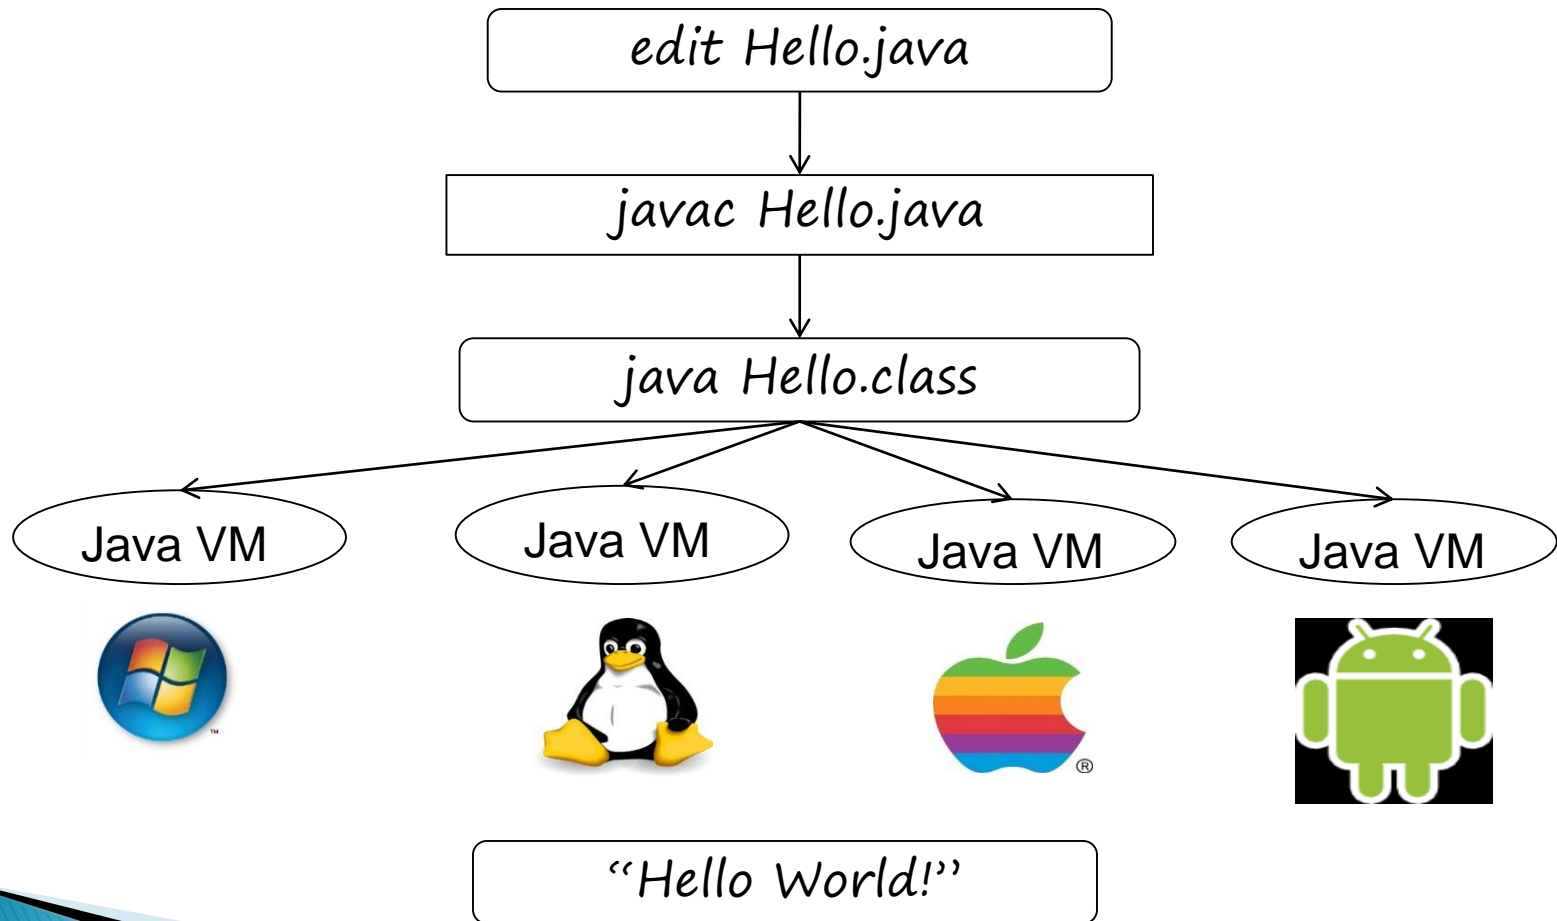 edit Hello.java
javac Hello.java
java Hello.class
Java VM Java VM Java VM Java VM
TM
®
“Hello World!”